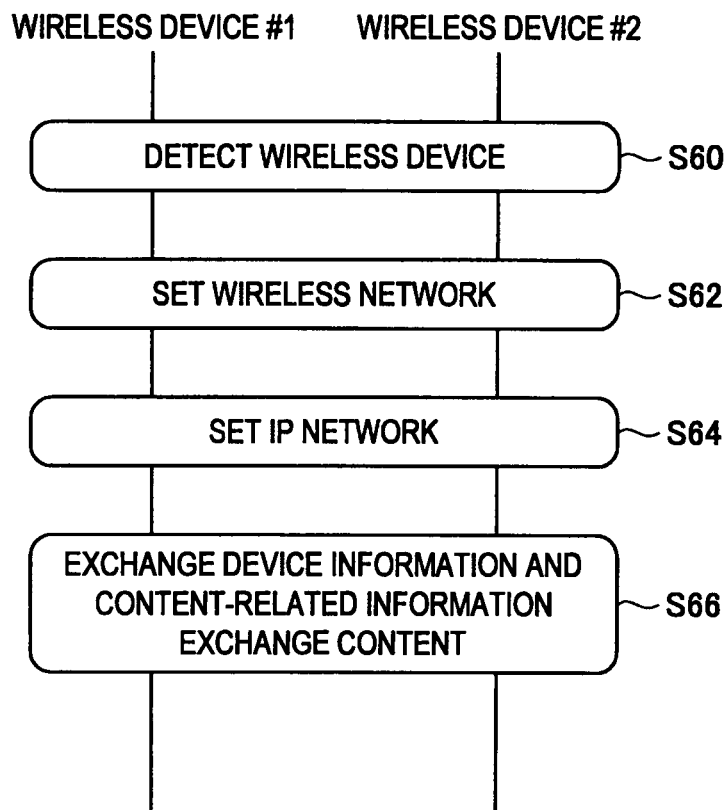 WIRELESS DEVICE #1 WIRELESS DEVICE #2
DETECT WIRELESS DEVICE S60
SET WIRELESS NETWORK S62
SET IP NETWORK S64
EXCHANGE DEVICE INFORMATION AND
CONTENT-RELATED INFORMATION S66
EXCHANGE CONTENT